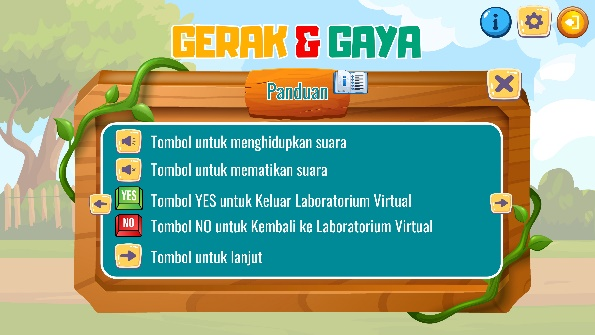 GERAK & GAYA
Panduan
Tombol untuk menghidupkan suara
Tombol untuk mematikan suara
YES Tombol YES untuk Keluar Laboratorium Virtual
NO Tombol NO untuk Kembali ke Laboratorium Virtual
Tombol untuk lanjut